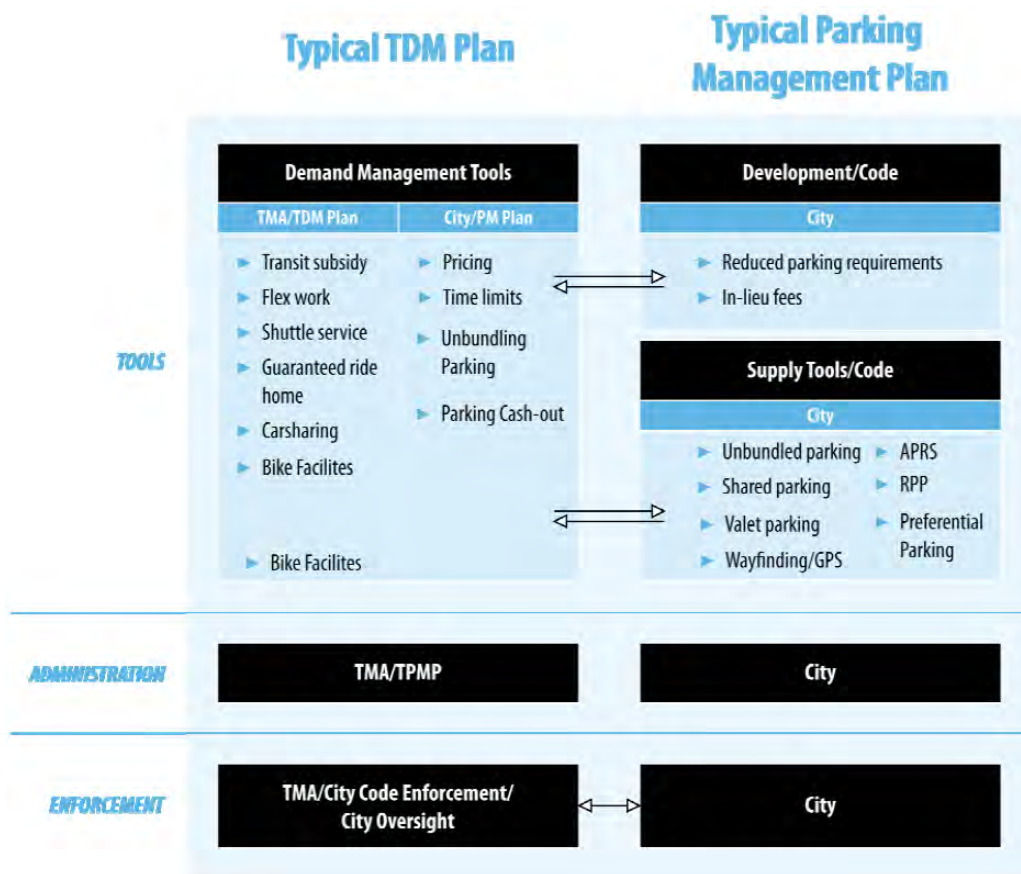 Typical TDM Plan
Typical Parking
Management Plan
TOOLS
Demand Management Tools
TMA/TDM Plan
City/PM Plan
Transit subsidy
Flex work
Shuttle service
Guaranteed ride
home
Carsharing
Bike Facilites
Bike Facilites
Pricing
Time limits
Unbundling
Parking
Parking Cash-out
Development/Code
City
Reduced parking requirements
In-lieu fees
Supply Tools/Code
City
Unbundled parking
Shared parking
Valet parking
Wayfinding/GPS
APRS
RPP
Preferential
Parking
ADMINISTRATION
TMA/TPMP
City
ENFORCEMENT
TMA/City Code Enforcement/
City Oversight
City